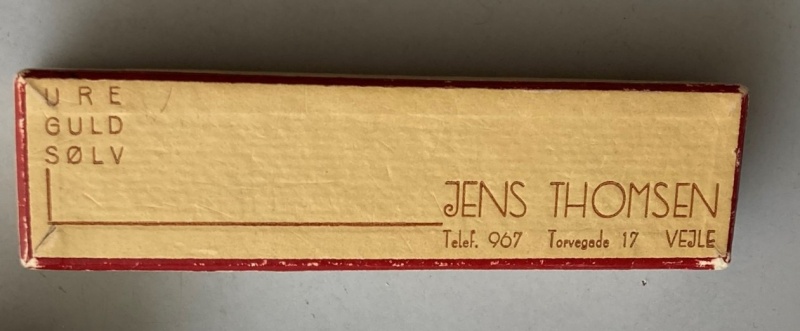 URE
GULD
SØLV
JENS THOMSEN
Telef. 967 Torvegade 17 VEJLE